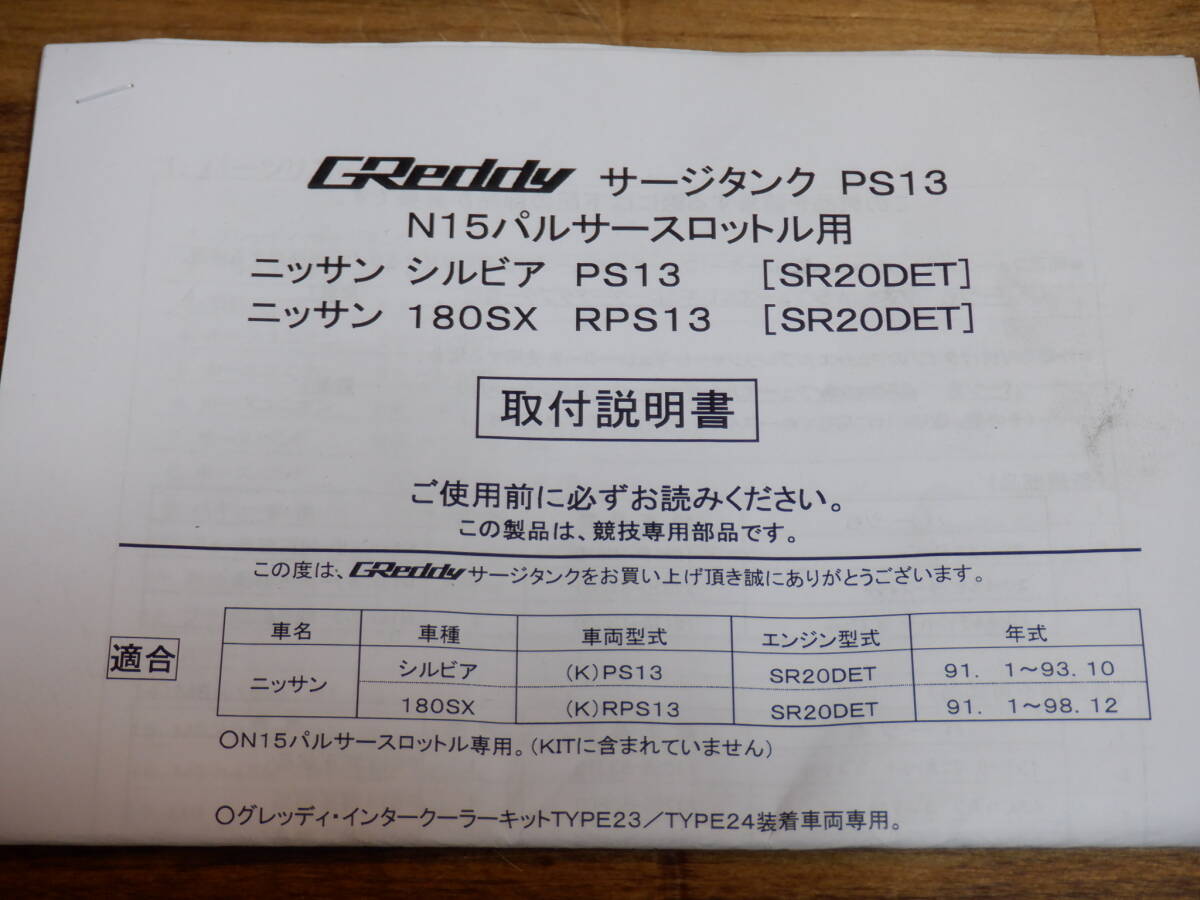 GReddy サージタンク PS13
N15パルサースロットル用
ニッサン シルビア PS13 [SR20DET]
ニッサン 180SX RPS13 [SR20DET]
取付説明書
ご使用前に必ずお読みください。
この製品は、競技専用部品です。
この度は、GReddyサージタンクをお買い上げ頂き誠にありがとうございます。
適合
車名 車種 車両型式 エンジン型式 年式
ニッサン シルビア (K)PS13 SR20DET 91. 1～93.10
180SX (K)RPS13 SR20DET 91. 1～98.12
○N15パルサースロットル専用。(KITに含まれていません)
○グレッディ・インタークーラーキットTYPE23／TYPE24装着車両専用。